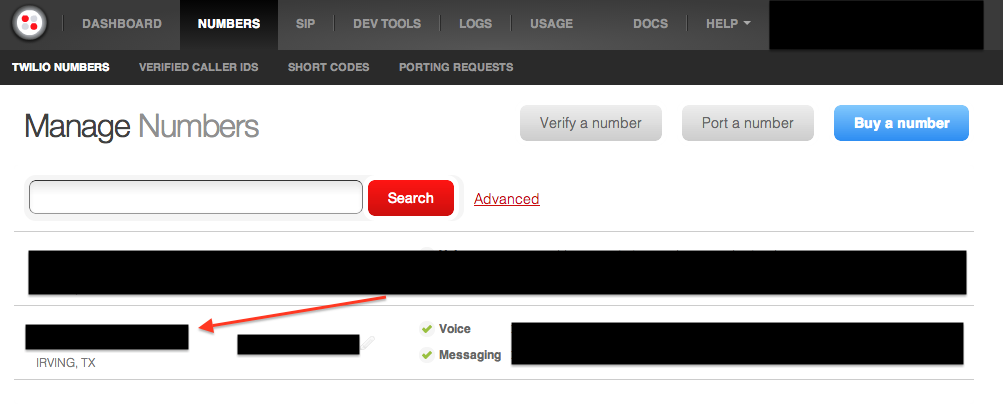 DASHBOARD NUMBERS SIP DEV TOOLS LOGS USAGE DOCS HELP
TWILIO NUMBERS VERIFIED CALLER IDS SHORT CODES PORTING REQUESTS
Manage Numbers Verify a number Port a number Buy a number
Search Advanced
Voice
Messaging
IRVING, TX